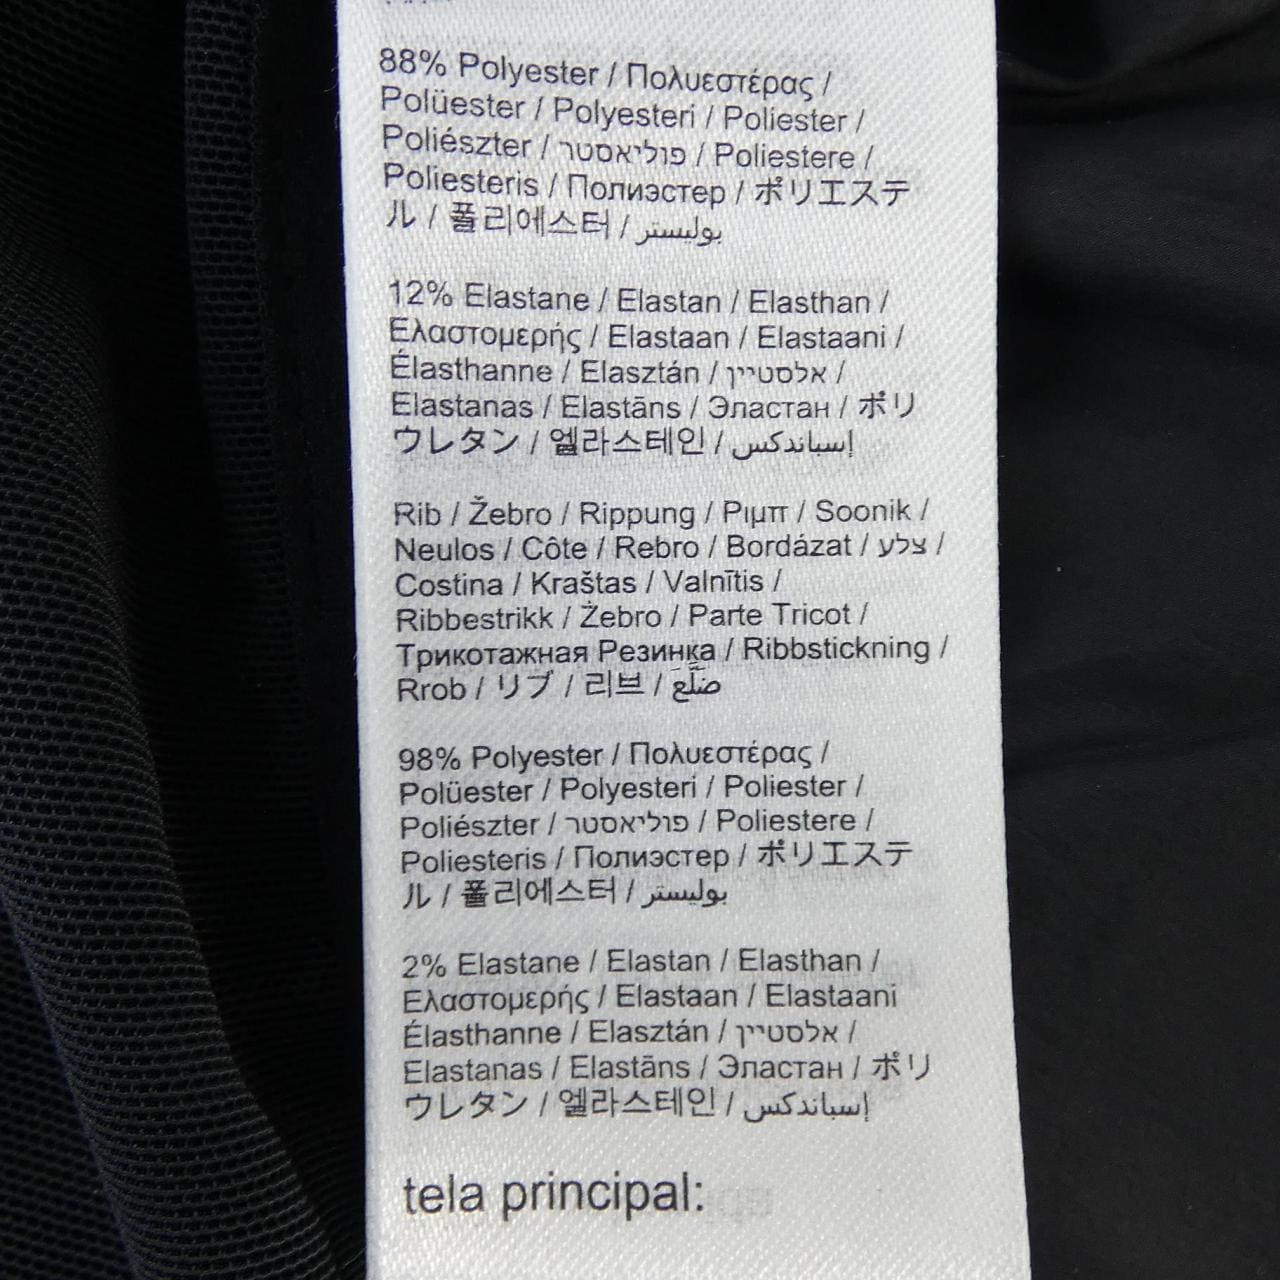 88% Polyester / Πολυεστέρας /
Polüester / Polyesteri / Poliester /
Poliészter / פוליאסטר / Poliestere /
Poliesteris / Полиэстер / ポリエステ
ル / 폴리에스터 / بوليستر
12% Elastane / Elastan / Elasthan /
Ελαστομερής / Elastaan / Elastaani /
Élasthanne / Elasztán / אלסטיין /
Elastanas / Elastāns / Эластан / ポリ
ウレタン / 엘라스테인 / إسباندكس
Rib / Žebro / Rippung / Ριμπ / Soonik /
Neulos / Côte / Rebro / Bordázat / צלע /
Costina / Kraštas / Valnītis /
Ribbestrikk / Żebro / Parte Tricot /
Трикотажная Резинка / Ribbstickning /
Rrob / リブ / 리브 / ضَلَّعَ
98% Polyester / Πολυεστέρας /
Polüester / Polyesteri / Poliester /
Poliészter / פוליאסטר / Poliestere /
Poliesteris / Полиэстер / ポリエステ
ル / 폴리에스터 / بوليستر
2% Elastane / Elastan / Elasthan /
Ελαστομερής / Elastaan / Elastaani
Élasthanne / Elasztán / אלסטיין /
Elastanas / Elastāns / Эластан / ポリ
ウレタン / 엘라스테인 / إسباندكس
tela principal: